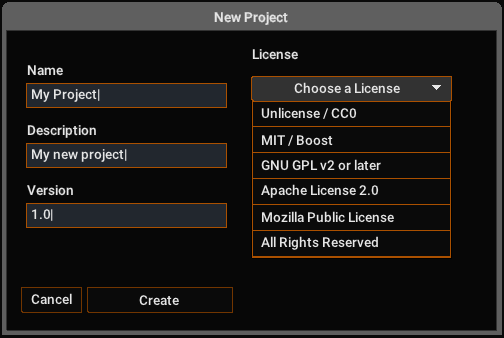 New Project
Name
My Project|
Description
My new project|
Version
1.0|
License
Choose a License
Unlicense / CC0
MIT / Boost
GNU GPL v2 or later
Apache License 2.0
Mozilla Public License
All Rights Reserved
Cancel
Create